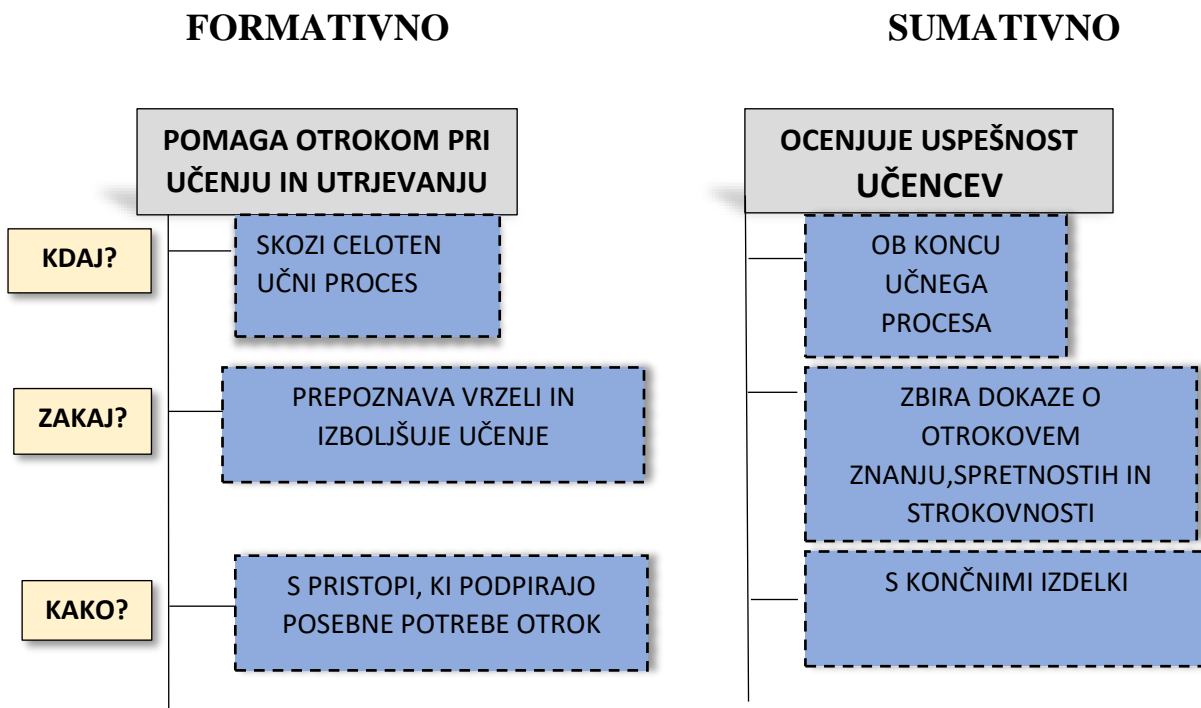 FORMATIVNO
SUMATIVNO
POMAGA OTROKOM PRI
UČENJU IN UTRJEVANJU
OCENJUJE USPEŠNOST
UČENCEV
KDAJ?
SKOZI CELOTEN
UČNI PROCES
OB KONCU
UČNEGA
PROCESA
ZAKAJ?
PREPOZNAVA VRZELI IN
IZBOLJŠUJE UČENJE
ZBIRA DOKAZE O
OTROKOVEM
ZNANJU,SPRETNOSTIH IN
STROKOVNOSTI
KAKO?
S PRISTOPI, KI PODPIRAJO
POSEBNE POTREBE OTROK
S KONČNIMI IZDELKI